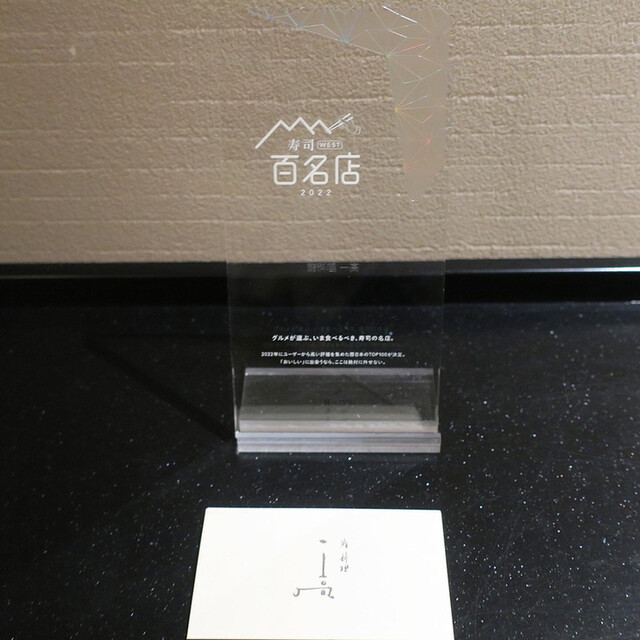 寿司 WEST
百名店
2022
グルメが選ぶ、いま食べるべき、寿司の名店。
2022年にユーザーから高い評価を集めた西日本のTOP100が決定。
「おいしい」に出会うなら、ここは絶対に外せない。
寿料理